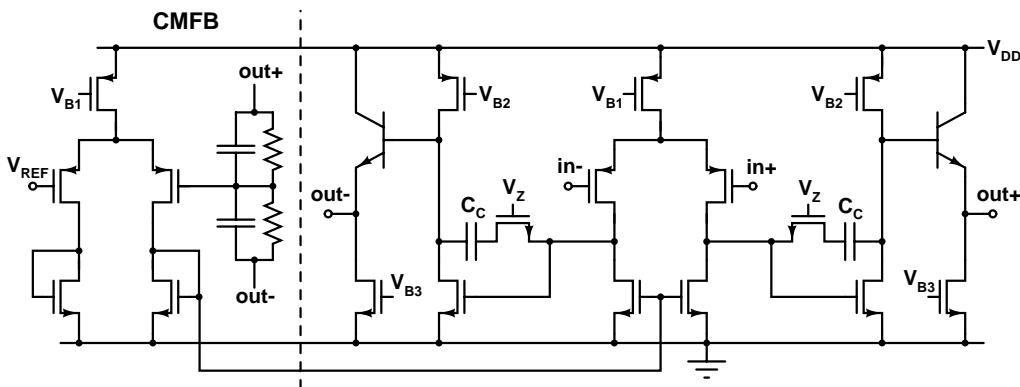 CMFB
V_DD
out+
V_B1
V_B2
V_B1
V_B2
V_REF
in-
in+
out-
V_Z
V_Z
out+
C_C
C_C
V_B3
V_B3
out-